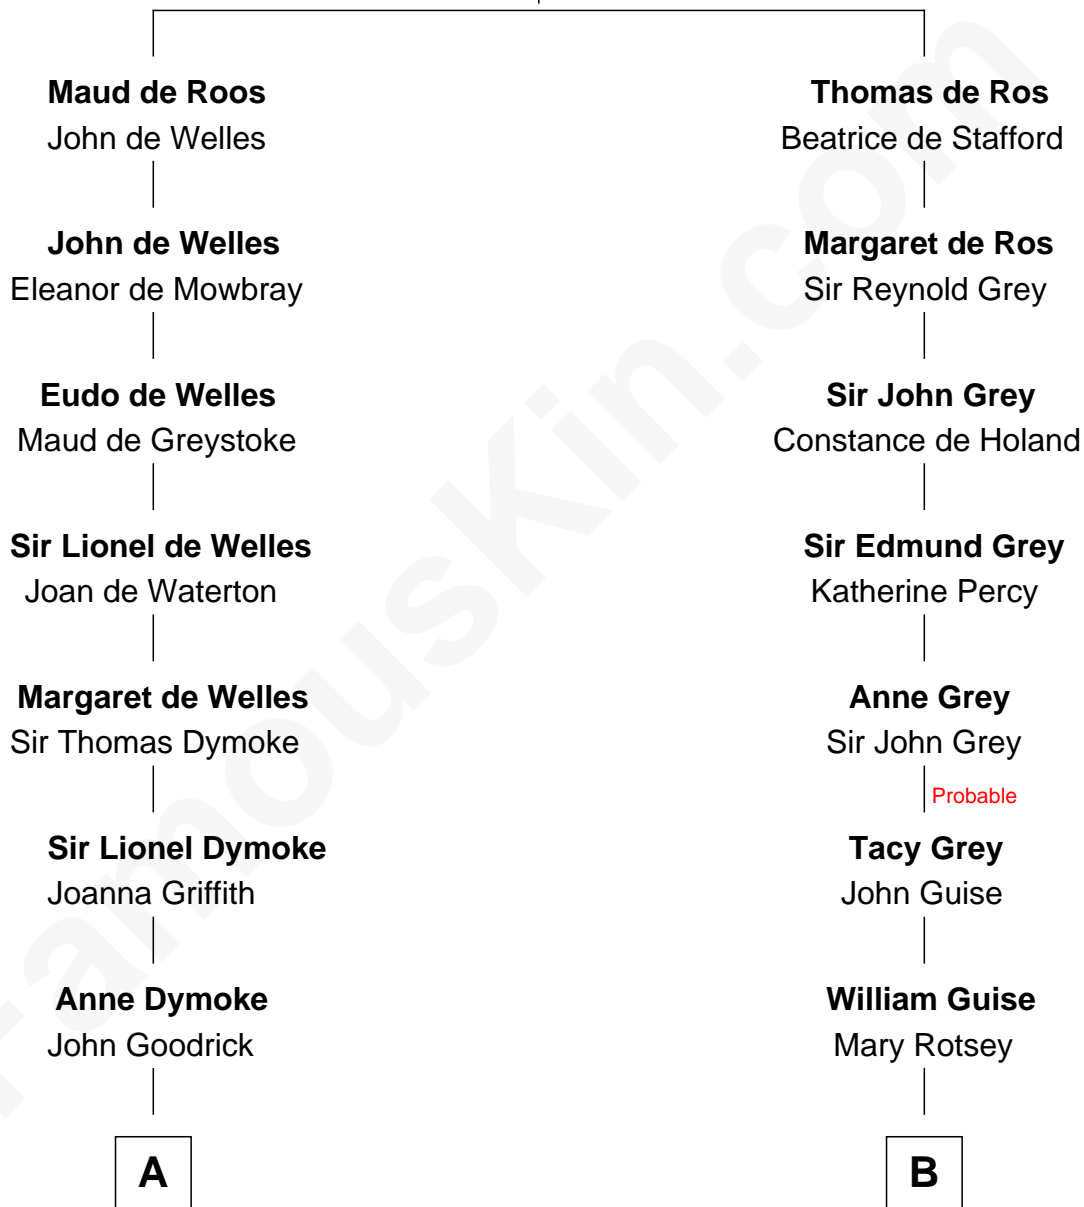 Maud de Roos
John de Welles
Thomas de Ros
Beatrice de Stafford
John de Welles
Eleanor de Mowbray
Margaret de Ros
Sir Reynold Grey
Eudo de Welles
Maud de Greystoke
Sir John Grey
Constance de Holand
Sir Lionel de Welles
Joan de Waterton
Sir Edmund Grey
Katherine Percy
Margaret de Welles
Sir Thomas Dymoke
Anne Grey
Sir John Grey
Probable
Sir Lionel Dymoke
Joanna Griffith
Tacy Grey
John Guise
Anne Dymoke
John Goodrick
William Guise
Mary Rotsey
A
B
FamousKin.com